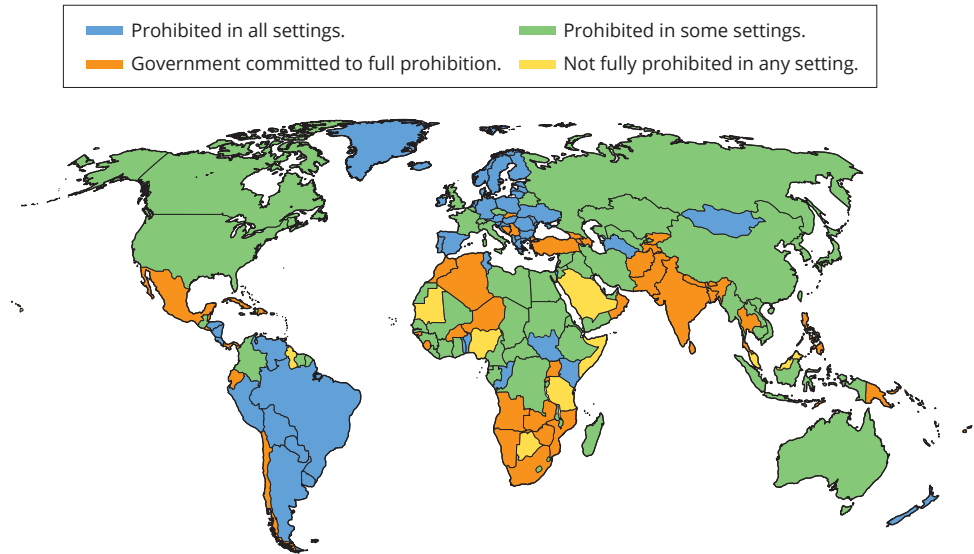 Prohibited in all settings.
Prohibited in some settings.
Government committed to full prohibition.
Not fully prohibited in any setting.